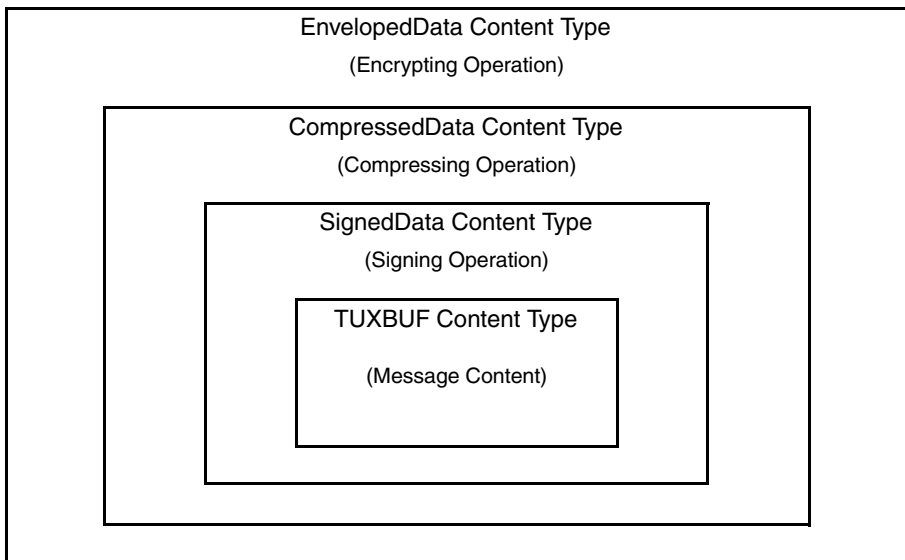 EnvelopedData Content Type
(Encrypting Operation)
CompressedData Content Type
(Compressing Operation)
SignedData Content Type
(Signing Operation)
TUXBUF Content Type
(Message Content)